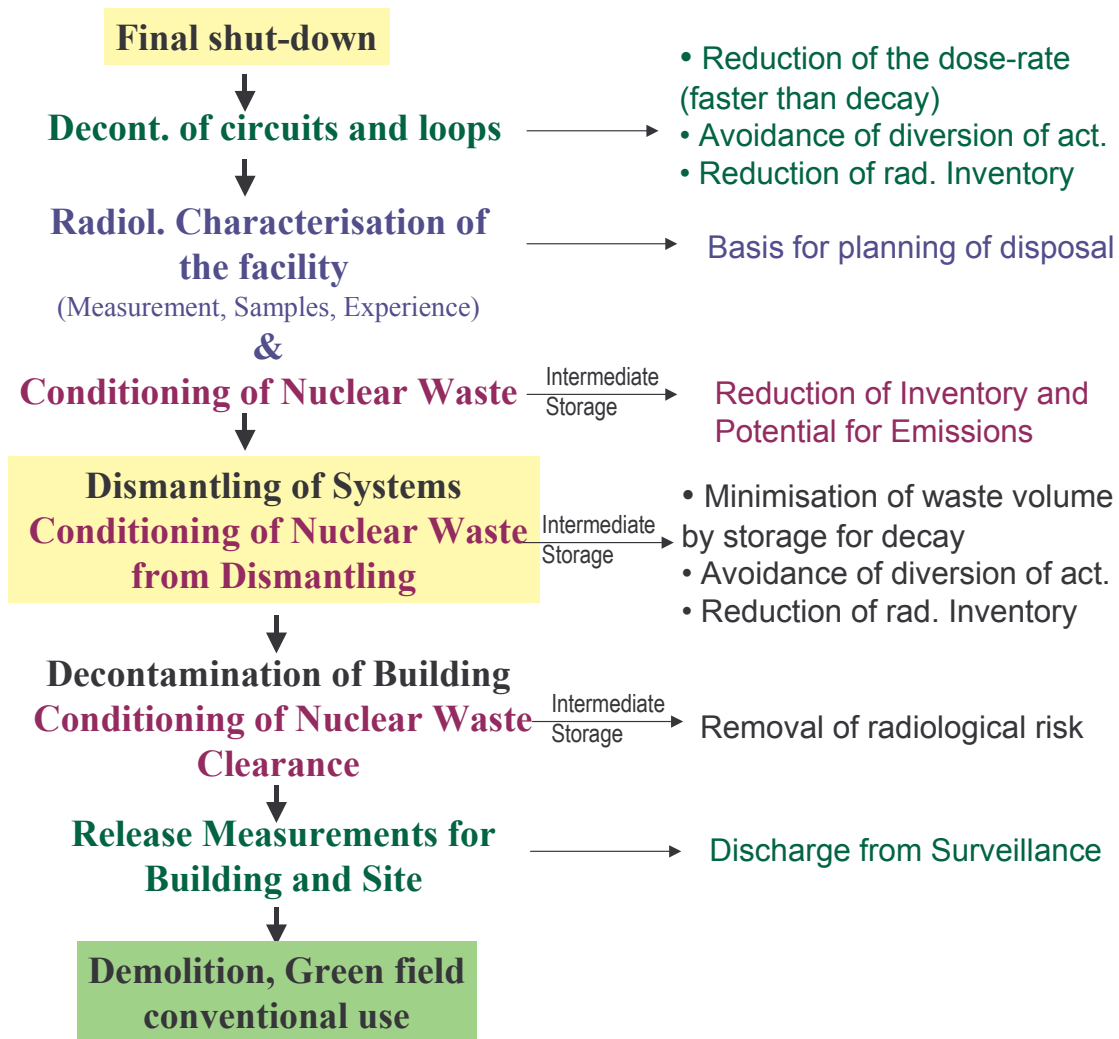 Final shut-down
Decont. of circuits and loops
• Reduction of the dose-rate
(faster than decay)
• Avoidance of diversion of act.
• Reduction of rad. Inventory
Radiol. Characterisation of
the facility
(Measurement, Samples, Experience)
Basis for planning of disposal
&
Conditioning of Nuclear Waste
Intermediate
Storage
Reduction of Inventory and
Potential for Emissions
Dismantling of Systems
Conditioning of Nuclear Waste
from Dismantling
Intermediate
Storage
• Minimisation of waste volume
by storage for decay
• Avoidance of diversion of act.
• Reduction of rad. Inventory
Decontamination of Building
Conditioning of Nuclear Waste
Clearance
Intermediate
Storage
Removal of radiological risk
Release Measurements for
Building and Site
Discharge from Surveillance
Demolition, Green field
conventional use